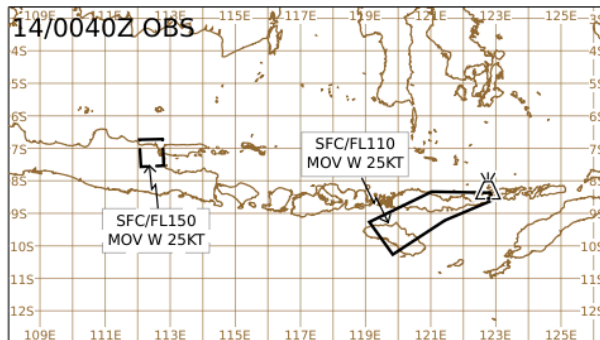 109E 111E 113E 115E 117E 119E 121E 123E 125E
14/0040Z OBS
4S
5S
6S
7S
8S
9S
10S
11S
12S
SFC/FL110
MOV W 25KT
SFC/FL150
MOV W 25KT
109E 111E 113E 115E 117E 119E 121E 123E 125E